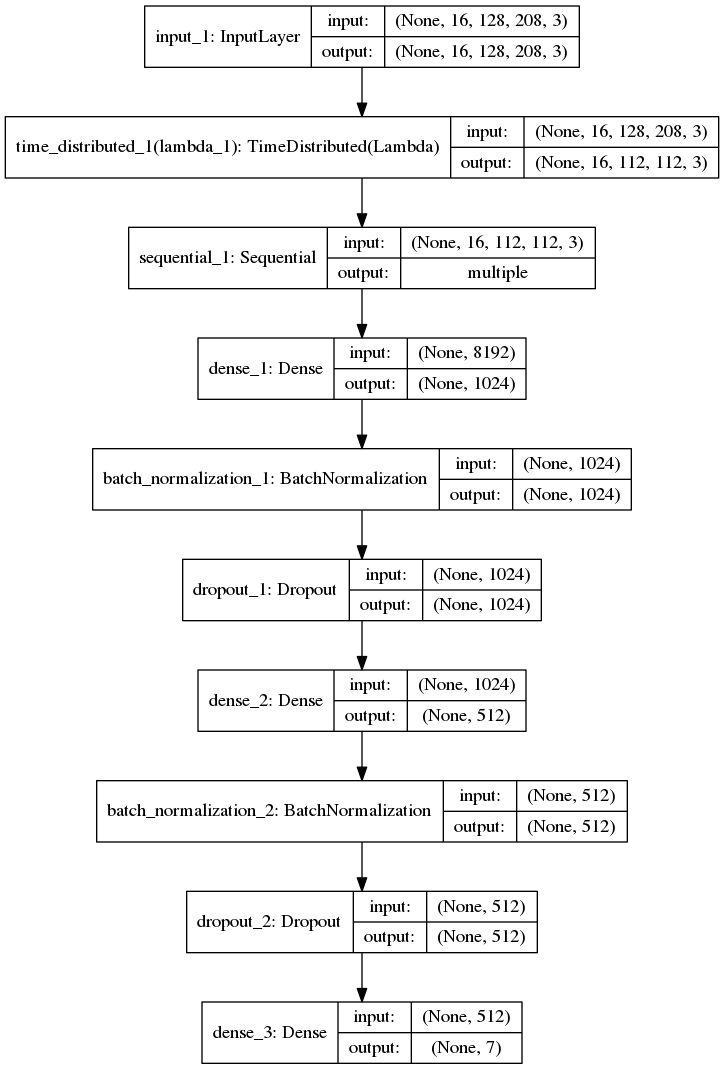 input_1: InputLayer
input: (None, 16, 128, 208, 3)
output: (None, 16, 128, 208, 3)
time_distributed_1(lambda_1): TimeDistributed(Lambda)
input: (None, 16, 128, 208, 3)
output: (None, 16, 112, 112, 3)
sequential_1: Sequential
input: (None, 16, 112, 112, 3)
output: multiple
dense_1: Dense
input: (None, 8192)
output: (None, 1024)
batch_normalization_1: BatchNormalization
input: (None, 1024)
output: (None, 1024)
dropout_1: Dropout
input: (None, 1024)
output: (None, 1024)
dense_2: Dense
input: (None, 1024)
output: (None, 512)
batch_normalization_2: BatchNormalization
input: (None, 512)
output: (None, 512)
dropout_2: Dropout
input: (None, 512)
output: (None, 512)
dense_3: Dense
input: (None, 512)
output: (None, 7)